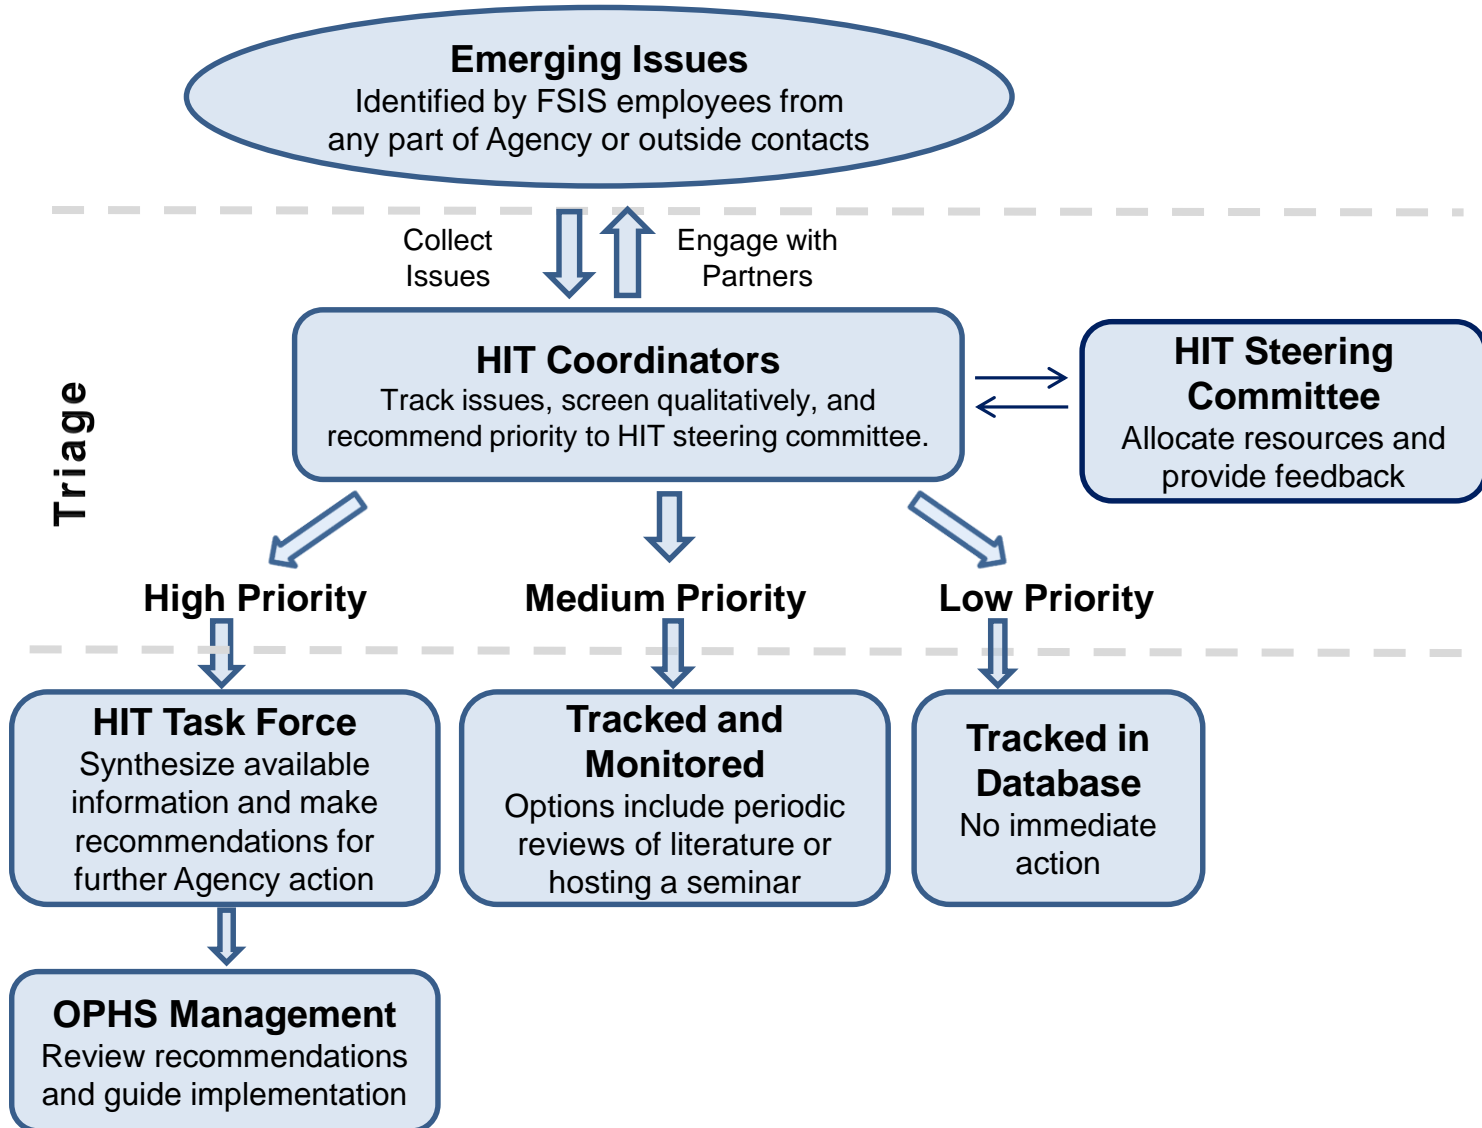 Emerging Issues
Identified by FSIS employees from
any part of Agency or outside contacts
Collect
Issues
Engage with
Partners
Triage
HIT Coordinators
Track issues, screen qualitatively, and
recommend priority to HIT steering committee.
HIT Steering
Committee
Allocate resources and
provide feedback
High Priority
Medium Priority
Low Priority
HIT Task Force
Synthesize available
information and make
recommendations for
further Agency action
Tracked and
Monitored
Options include periodic
reviews of literature or
hosting a seminar
Tracked in
Database
No immediate
action
OPHS Management
Review recommendations
and guide implementation